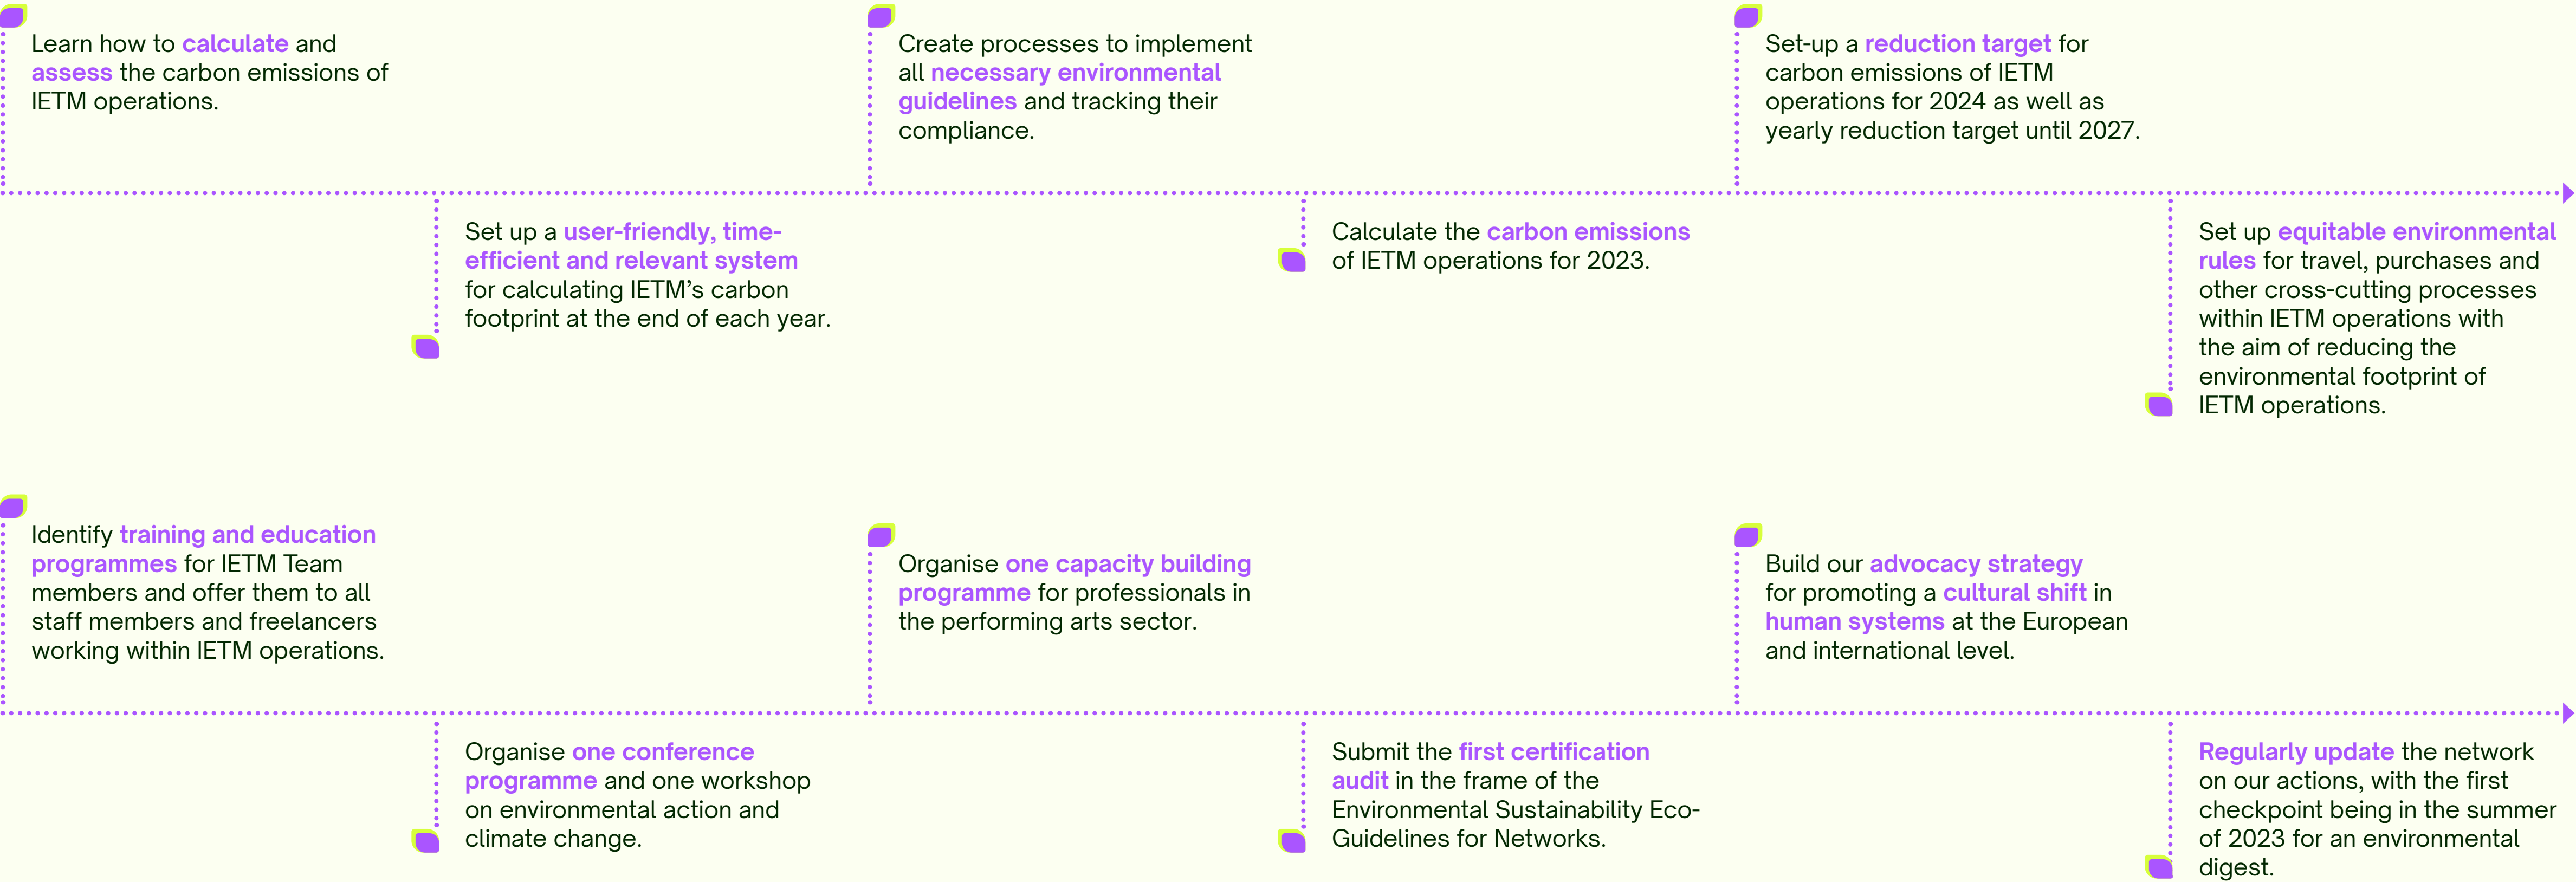 Learn how to calculate and
assess the carbon emissions of
IETM operations.
Set up a user-friendly, time-
efficient and relevant system
for calculating IETM’s carbon
footprint at the end of each year.
Create processes to implement
all necessary environmental
guidelines and tracking their
compliance.
Calculate the carbon emissions
of IETM operations for 2023.
Set-up a reduction target for
carbon emissions of IETM
operations for 2024 as well as
yearly reduction target until 2027.
Set up equitable environmental
rules for travel, purchases and
other cross-cutting processes
within IETM operations with
the aim of reducing the
environmental footprint of
IETM operations.
Identify training and education
programmes for IETM Team
members and offer them to all
staff members and freelancers
working within IETM operations.
Organise one conference
programme and one workshop
on environmental action and
climate change.
Organise one capacity building
programme for professionals in
the performing arts sector.
Submit the first certification
audit in the frame of the
Environmental Sustainability Eco-
Guidelines for Networks.
Build our advocacy strategy
for promoting a cultural shift in
human systems at the European
and international level.
Regularly update the network
on our actions, with the first
checkpoint being in the summer
of 2023 for an environmental
digest.